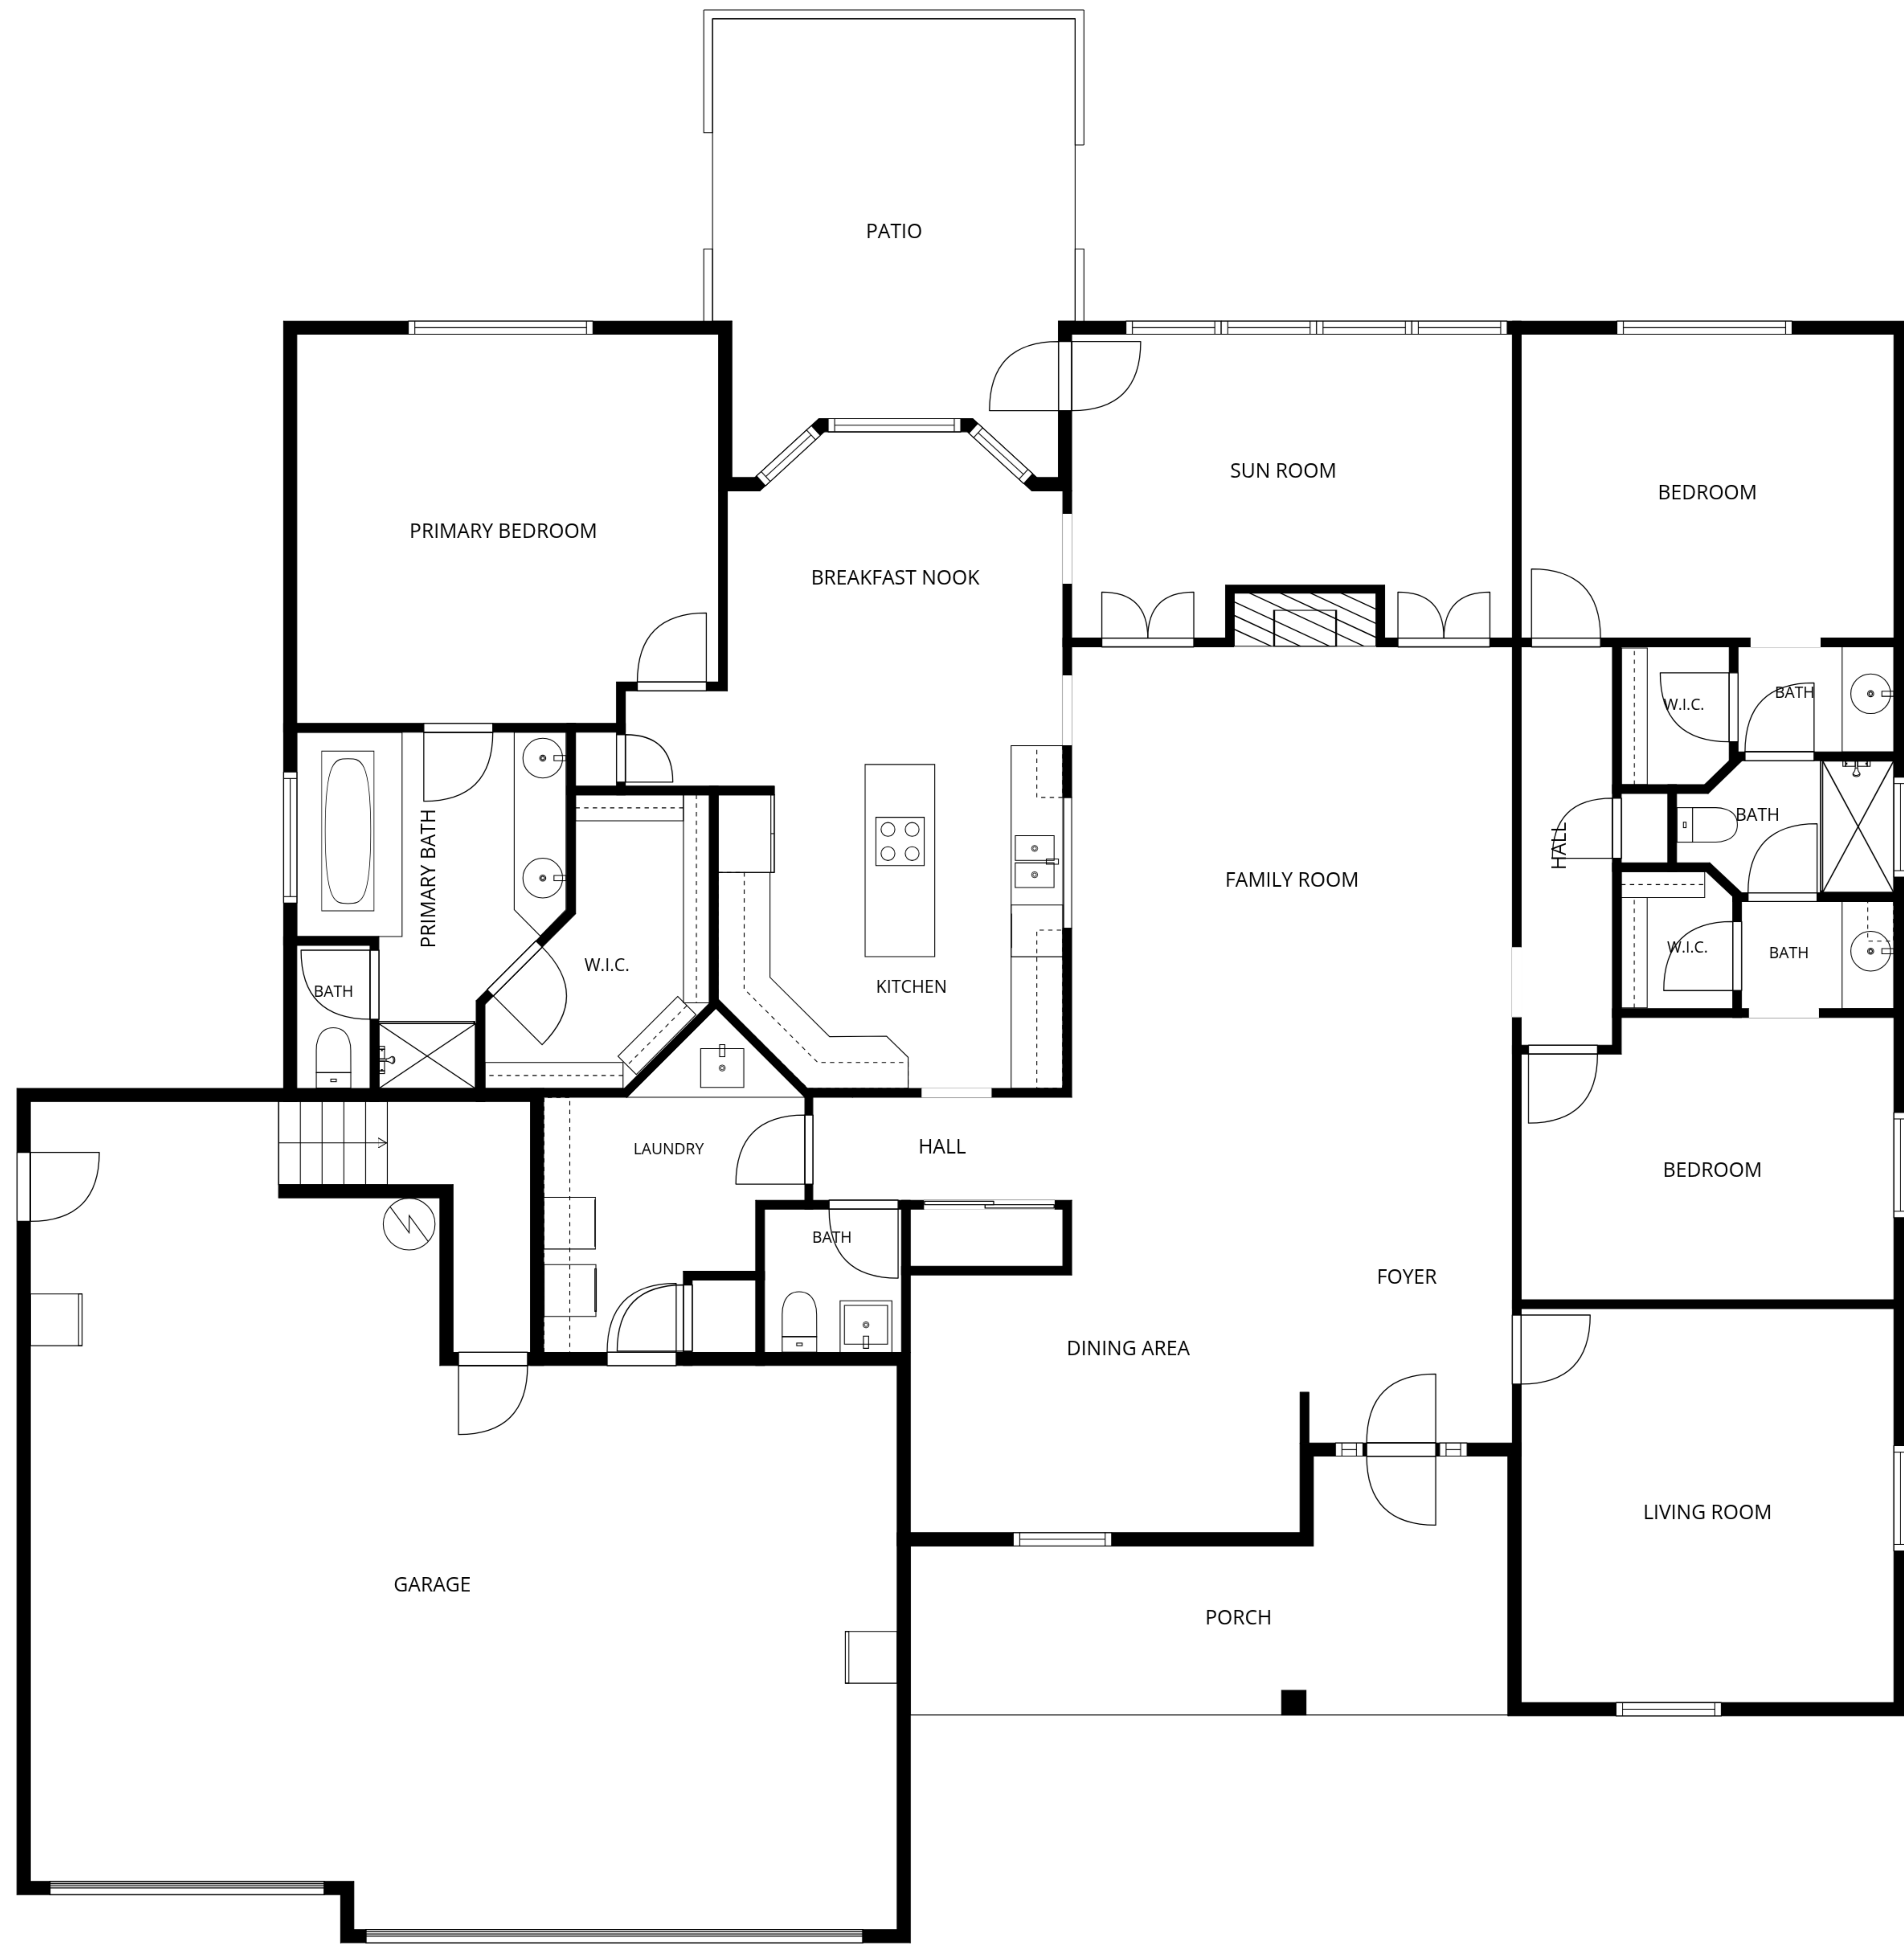 PATIO
SUN ROOM
BEDROOM
PRIMARY BEDROOM
BREAKFAST NOOK
BATH
W.I.C.
BATH
HALL
PRIMARY BATH
FAMILY ROOM
W.I.C.
BATH
W.I.C.
KITCHEN
BATH
HALL
LAUNDRY
BEDROOM
BATH
FOYER
DINING AREA
LIVING ROOM
GARAGE
PORCH